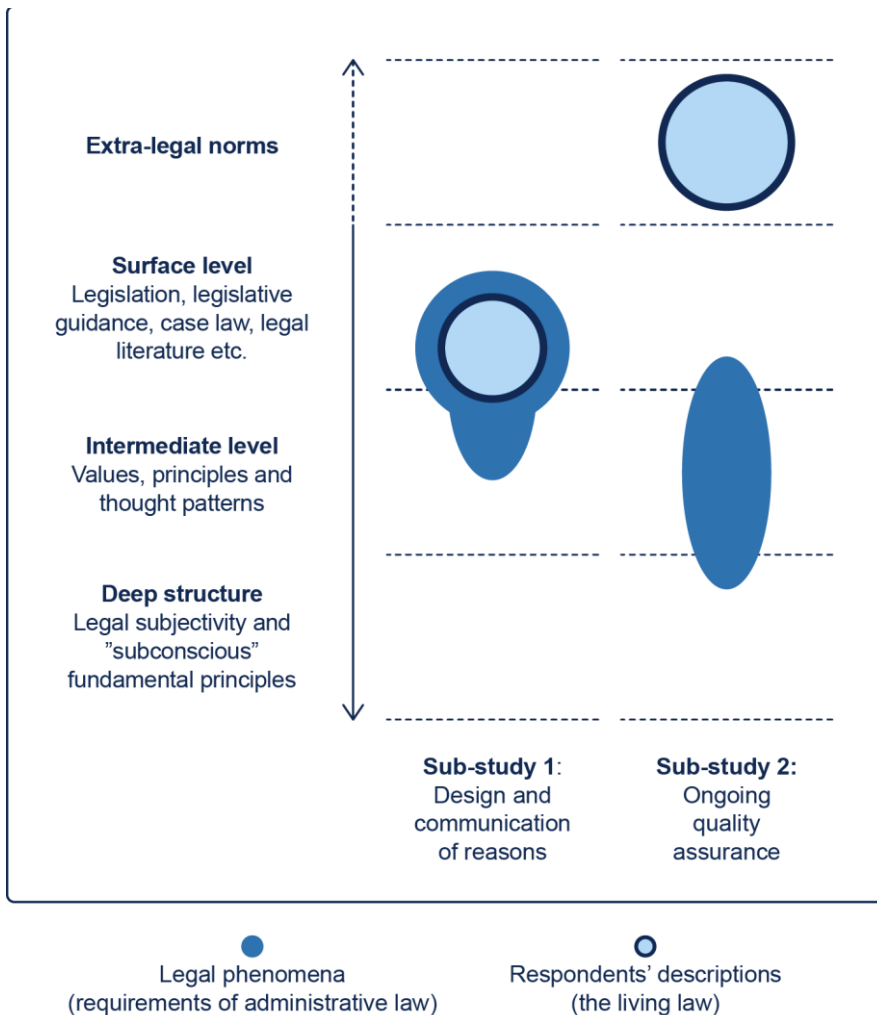 Extra-legal norms
Surface level
Legislation, legislative
guidance, case law, legal
literature etc.
Intermediate level
Values, principles and
thought patterns
Deep structure
Legal subjectivity and
”subconscious”
fundamental principles
Sub-study 1:
Design and
communication
of reasons
Sub-study 2:
Ongoing
quality
assurance
Legal phenomena
(requirements of administrative law)
Respondents’ descriptions
(the living law)